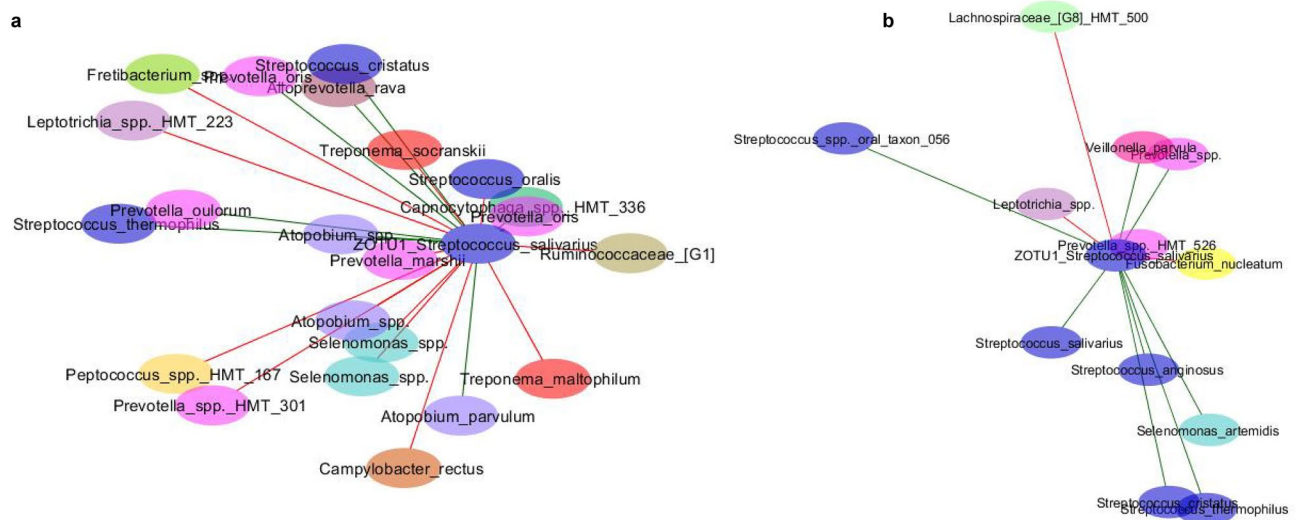 a
b
Lachnospiraceae_[G8]_HMT_500
Streptococcus_cristatus
Fretibacterium_spp.
Prevotella_oris
Alloprevotella_rava
Leptotrichia_spp._HMT_223
Treponema_socranskii
Streptococcus_oralis
Capnocytophaga_spp._HMT_336
Prevotella_oris
Prevotella_oulorum
Streptococcus_thermophilus
Atopobium_spp.
ZOTU1_Streptococcus_salivarius
Ruminococcaceae_[G1]
Prevotella_marshii
Atopobium_spp.
Selenomonas_spp.
Peptococcus_spp._HMT_167
Selenomonas_spp.
Treponema_maltophilum
Prevotella_spp._HMT_301
Atopobium_parvulum
Campylobacter_rectus
Streptococcus_spp._oral_taxon_056
Veillonella_parvula
Prevotella_spp.
Leptotrichia_spp.
Prevotella_spp._HMT_526
ZOTU1_Streptococcus_salivarius
Fusobacterium_nucleatum
Streptococcus_salivarius
Streptococcus_anginosus
Selenomonas_artemidis
Streptococcus_cristatus
Streptococcus_thermophilus